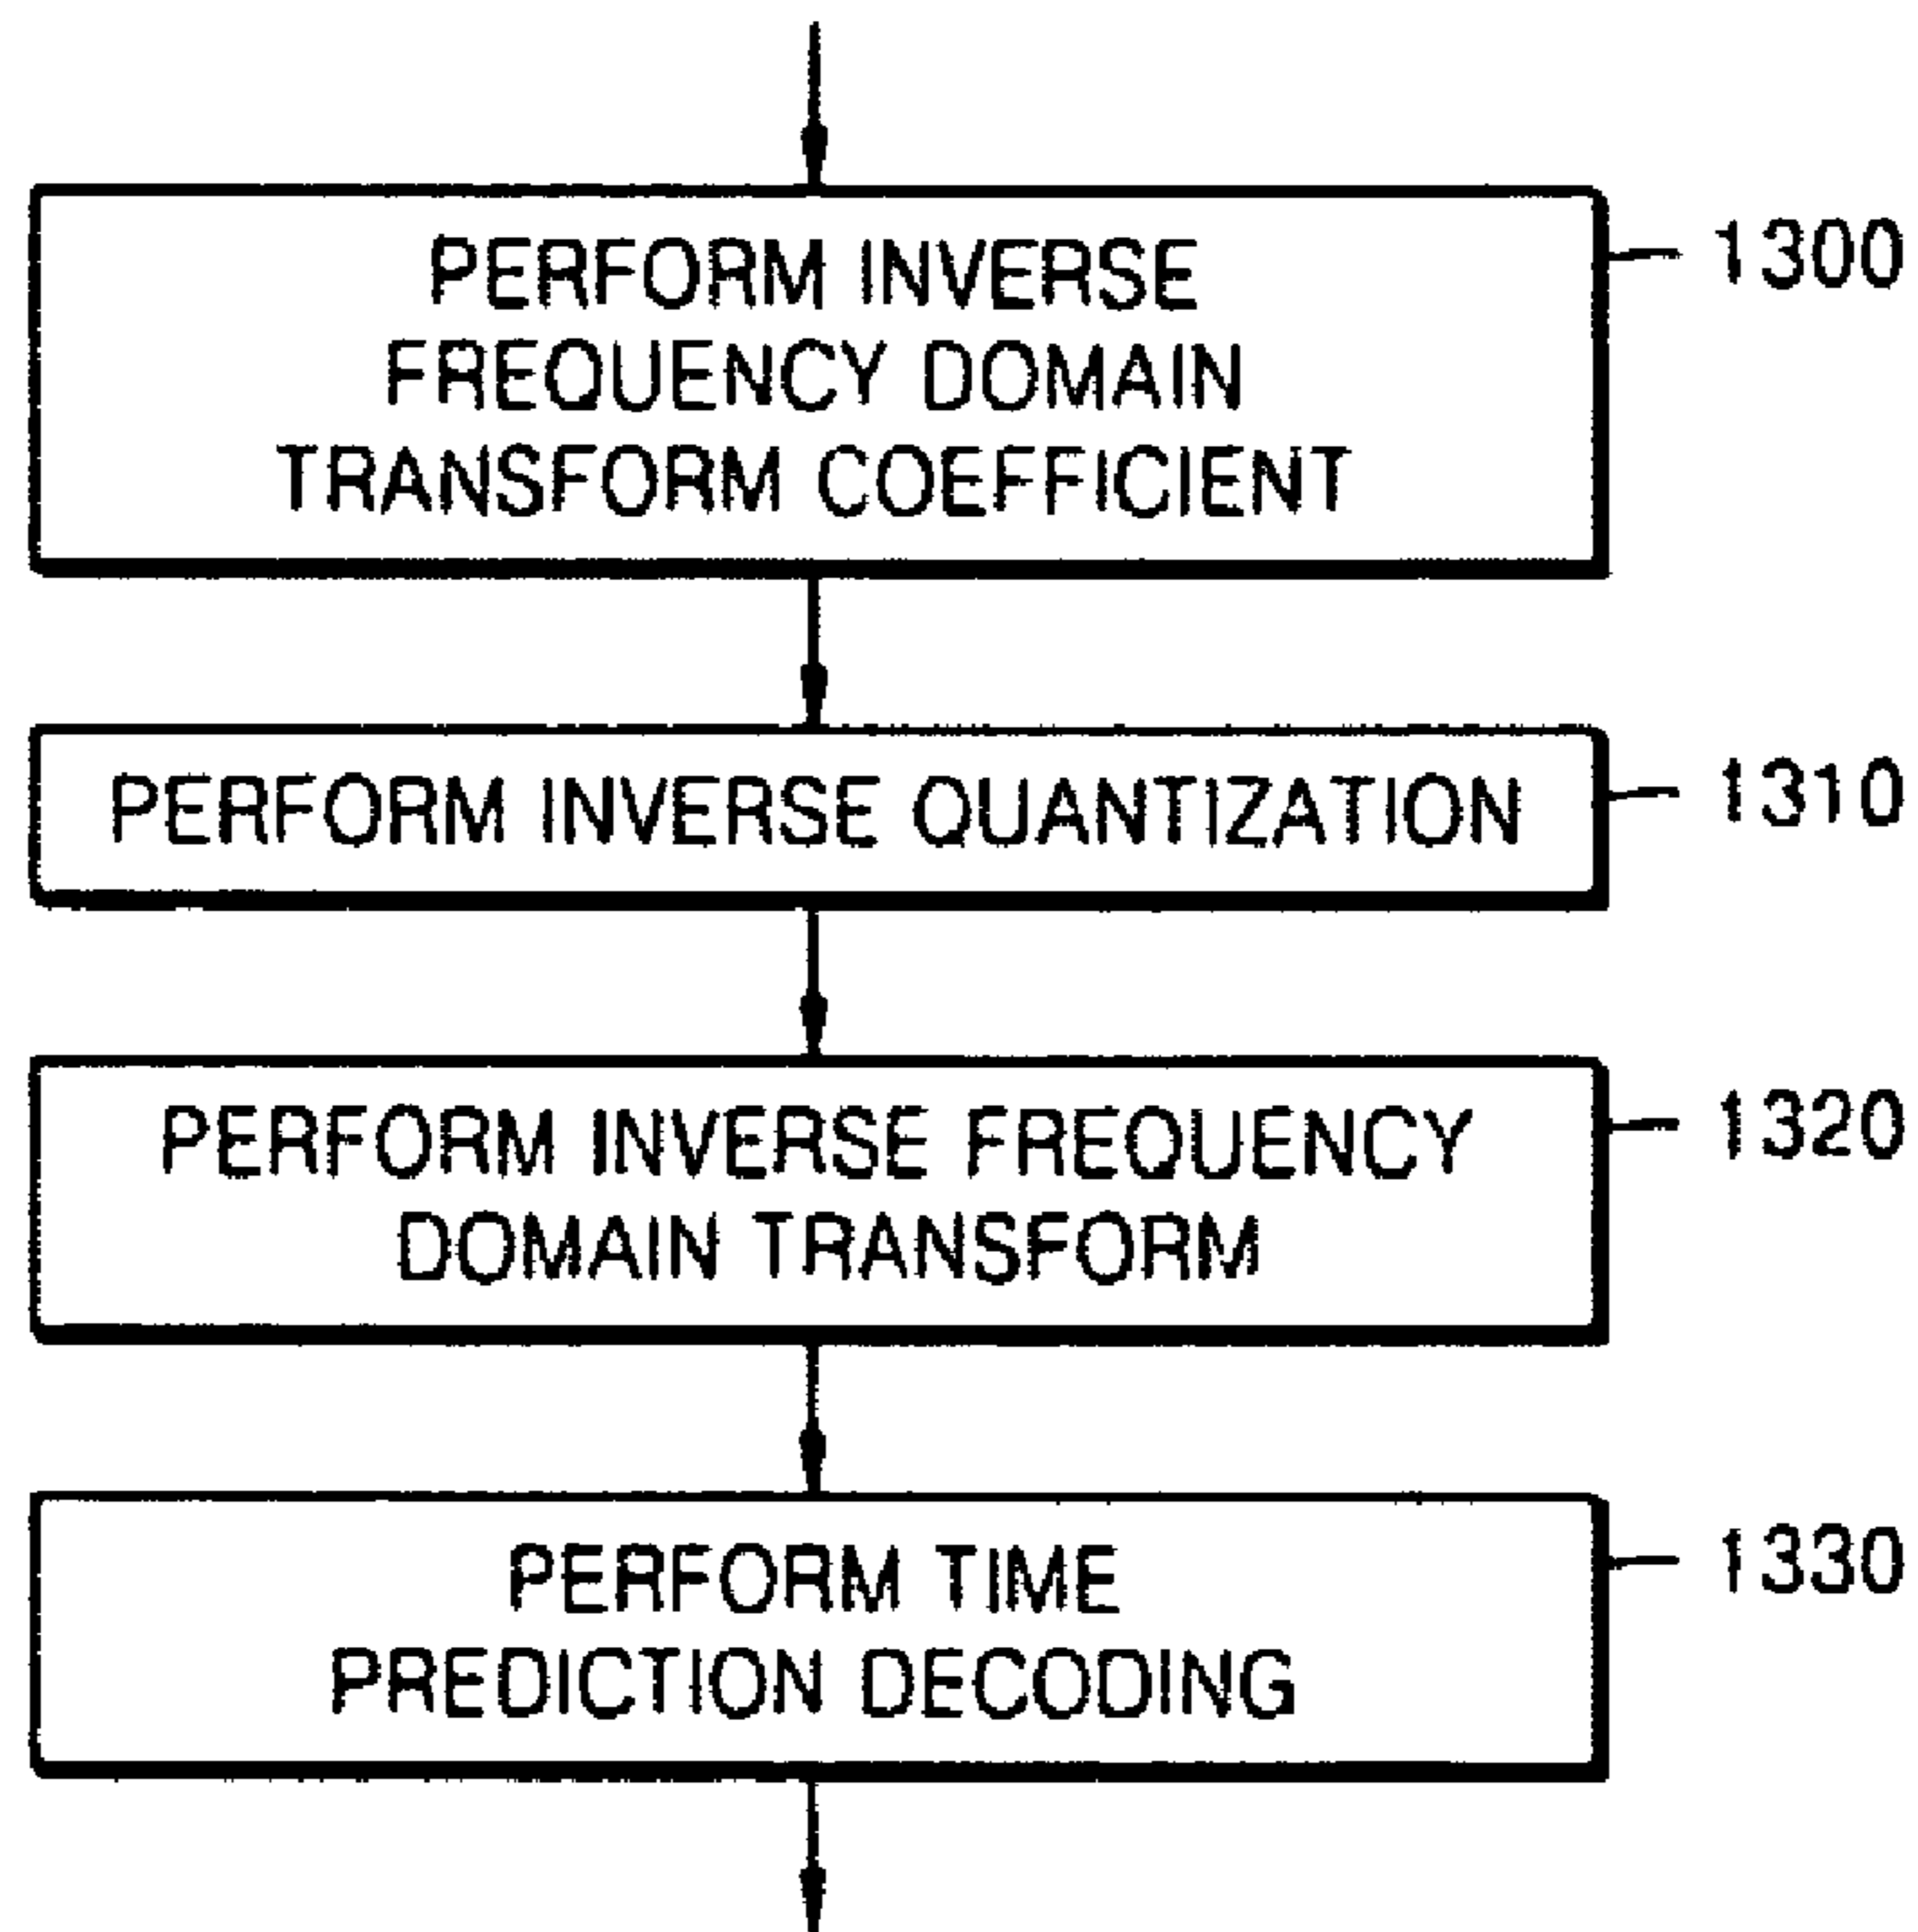 PERFORM INVERSE
FREQUENCY DOMAIN
TRANSFORM COEFFICIENT
1300
PERFORM INVERSE QUANTIZATION
1310
PERFORM INVERSE FREQUENCY
DOMAIN TRANSFORM
1320
PERFORM TIME
PREDICTION DECODING
1330